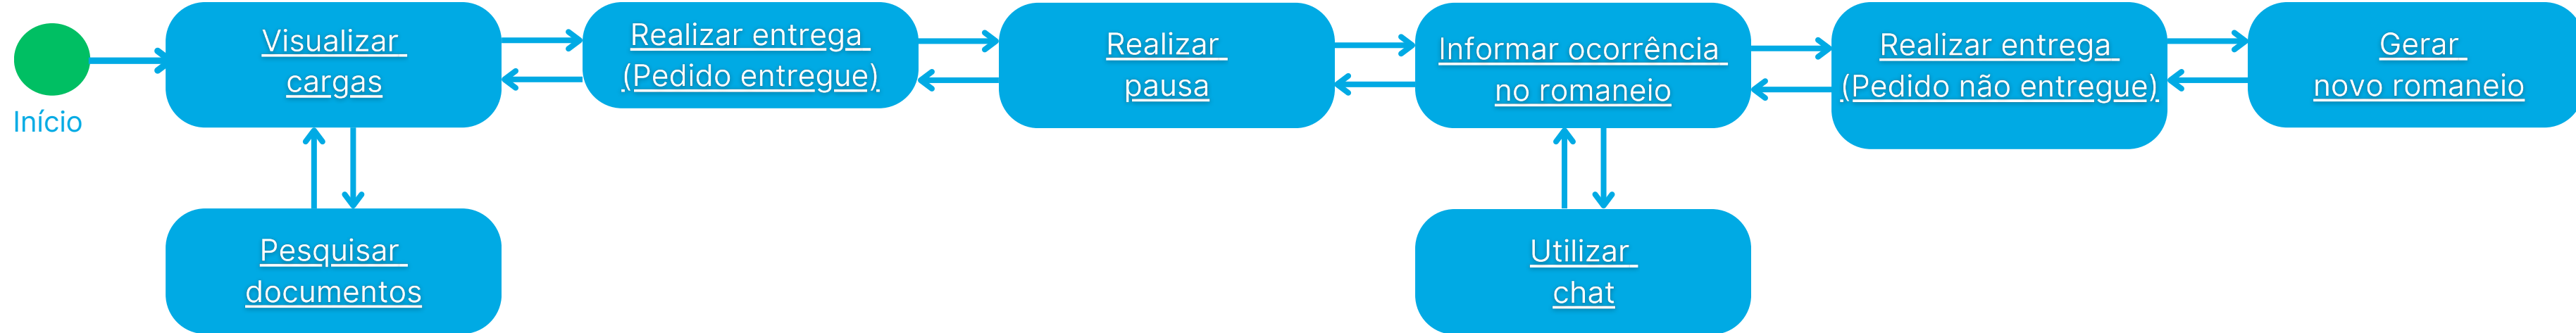 Início
Visualizar
cargas
Realizar entrega
(Pedido entregue)
Realizar
pausa
Informar ocorrência
no romaneio
Realizar entrega
(Pedido não entregue)
Gerar
novo romaneio
Pesquisar
documentos
Utilizar
chat